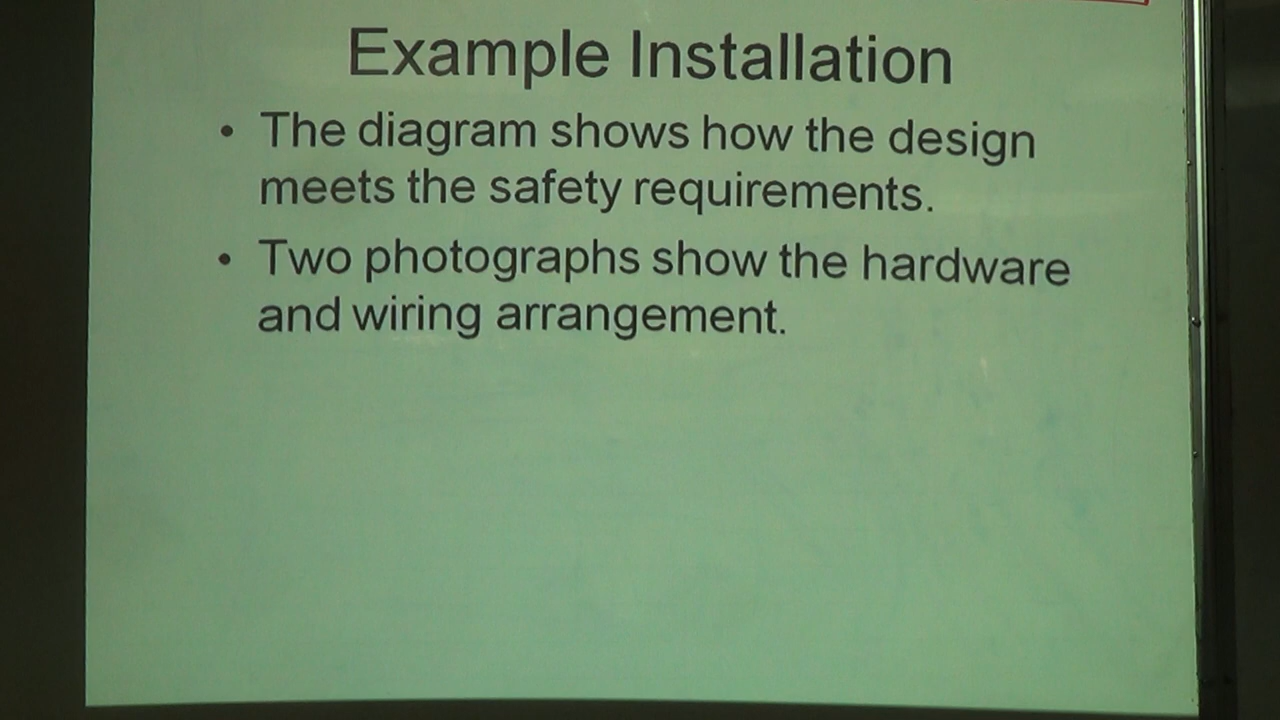 Example Installation
• The diagram shows how the design
meets the safety requirements.
• Two photographs show the hardware
and wiring arrangement.